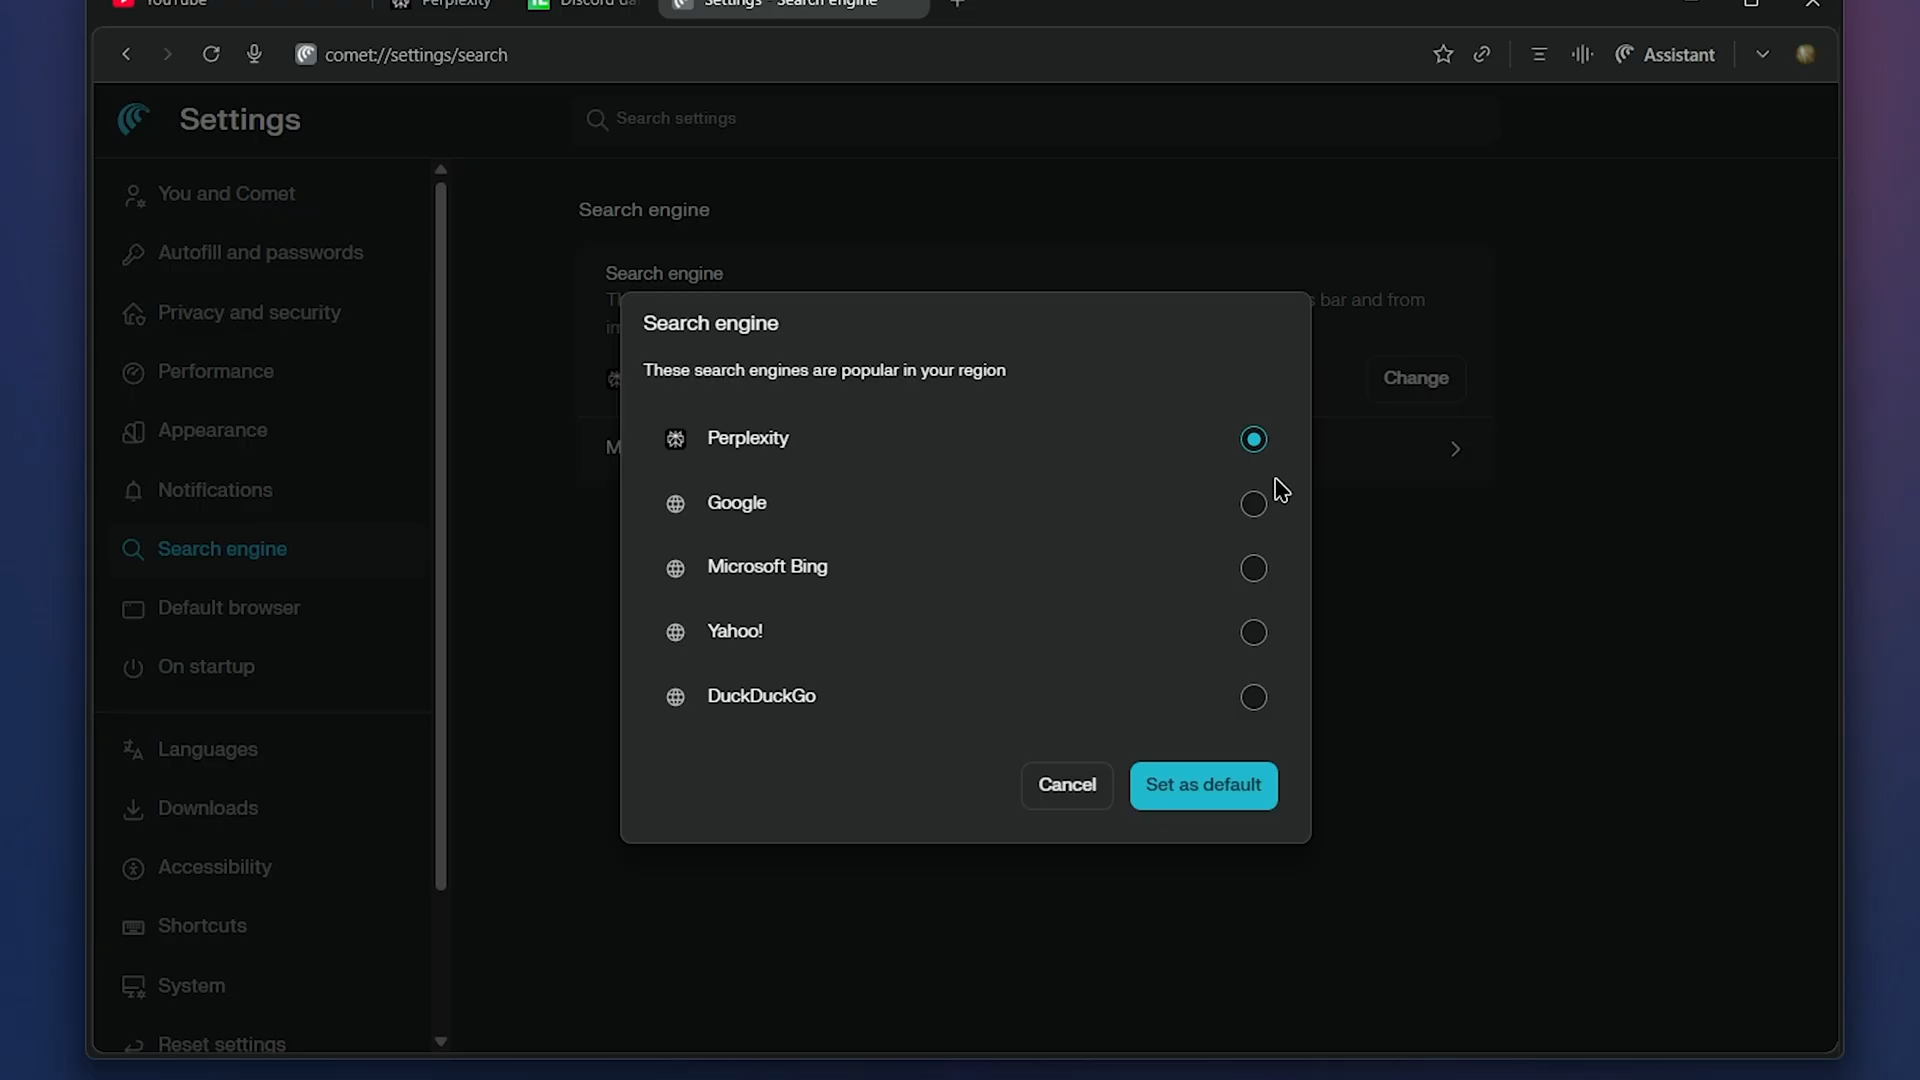 YouTube
Perplexity
Discord da
Settings - Search engine
comet://settings/search
Assistant
Settings
Search settings
You and Comet
Autofill and passwords
Privacy and security
Performance
Appearance
Notifications
Search engine
Default browser
On startup
Languages
Downloads
Accessibility
Shortcuts
System
Reset settings
Search engine
Search engine
bar and from
Change
Search engine
These search engines are popular in your region
Perplexity
Google
Microsoft Bing
Yahoo!
DuckDuckGo
Cancel
Set as default